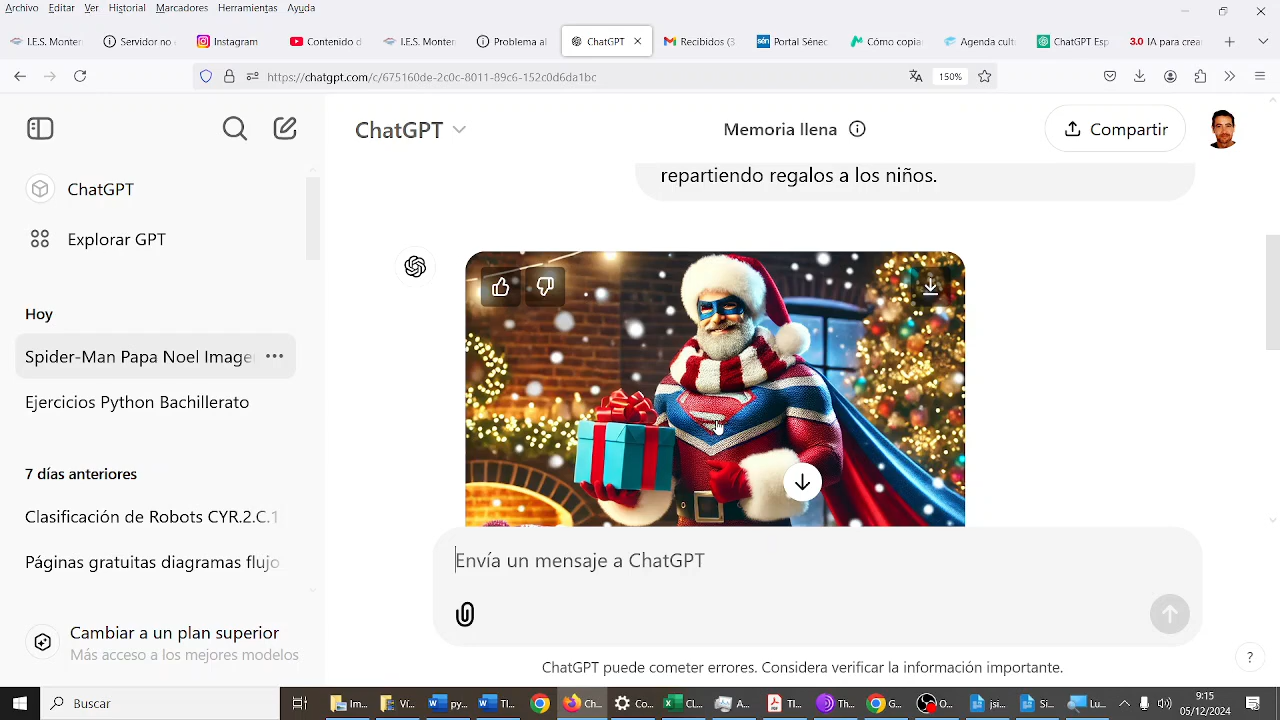 Archivo Editar Ver Historial Marcadores Herramientas Ayuda
I.E.S. Monter Servidor no Instagram Contenido d I.E.S. Monter Problema al ChatGPT Recibidos (3 Portal Sénec Cómo copia Agenda cult ChatGPT Esp 3.0 IA para cre
https://chatgpt.com/c/675160de-2c0c-8011-89c6-152c0d6da1bc 150%
ChatGPT Memoria llena Compartir
repartiendo regalos a los niños.
ChatGPT
Explorar GPT
Hoy
Spider-Man Papa Noel Image
Ejercicios Python Bachillerato
7 días anteriores
Clasificación de Robots CYR.2.C.1
Páginas gratuitas diagramas flujo
Cambiar a un plan superior
Más acceso a los mejores modelos
Envía un mensaje a ChatGPT
ChatGPT puede cometer errores. Considera verificar la información importante.
?
Buscar
9:15
05/12/2024